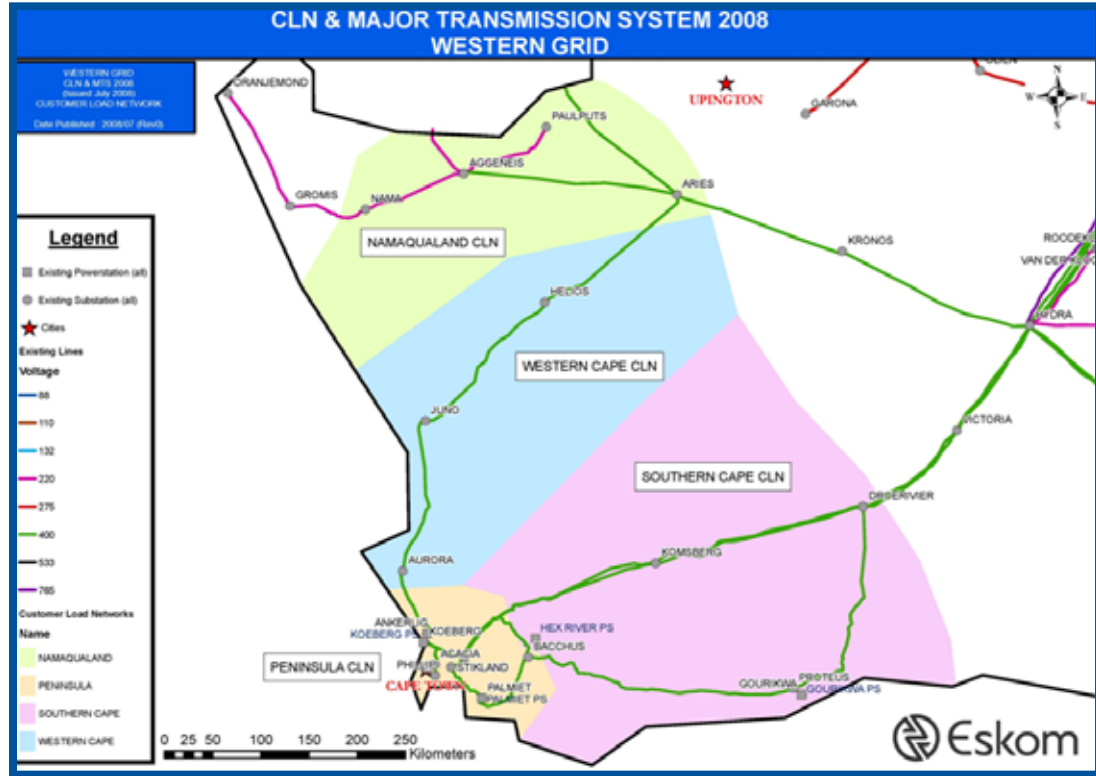 CLN & MAJOR TRANSMISSION SYSTEM 2008
WESTERN GRID
WESTERN GRID
CLN & MTS 2008
(Issued July 2008)
CUSTOMER LOAD NETWORK
Date Published : 2008/07 (Rev0)
ORANJEMOND
UPINGTON
GARONA
N
W
E
S
PAULPUTS
AGGENEIS
GROMIS
NAMA
ARIES
NAMAQUALAND CLN
KRONOS
VAN DER
HYDRA
HELIOS
WESTERN CAPE CLN
JUNO
VICTORIA
SOUTHERN CAPE CLN
DROERIVIER
KOMSBERG
AURORA
ANKERLIG
KOEBERG
KOEBERG P
HEX RIVER PS
ACACIA
BACCHUS
PENINSULA CLN
STIKLAND
CAPE TOWN
PALMIET
PALMIET PS
PROTEUS
GOURIKWA
GOURIKWA PS
Legend
Existing Powerstation (all)
Existing Substation (all)
Cities
Existing Lines
Voltage
88
110
132
220
275
400
533
765
Customer Load Networks
Name
NAMAQUALAND
PENINSULA
SOUTHERN CAPE
WESTERN CAPE
0 25 50 100 150 200 250
Kilometers
Eskom